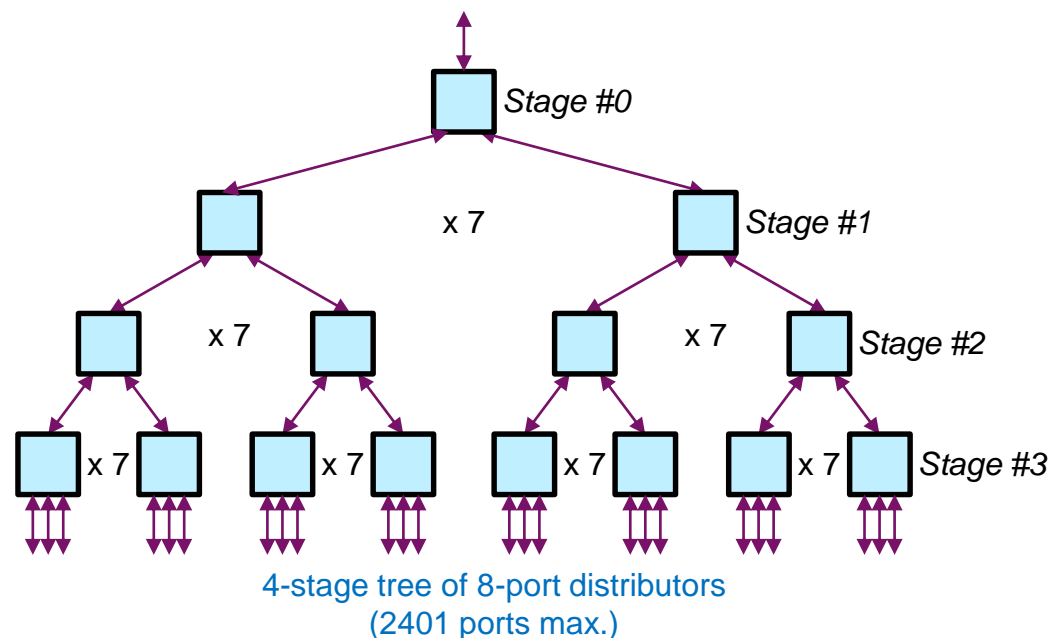 Stage #0
x 7
Stage #1
x 7
x 7
Stage #2
x 7
x 7
x 7
x 7
Stage #3
4-stage tree of 8-port distributors
(2401 ports max.)